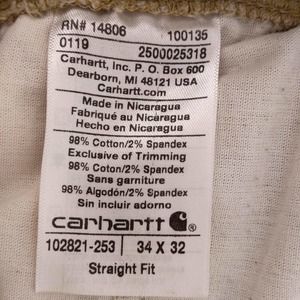 RN# 14806 100135
0119 2500025318
Carhartt, Inc. P.O. Box 600
Dearborn, MI 48121 USA
Carhartt.com
Made in Nicaragua
Fabriqué au Nicaragua
Hecho en Nicaragua
98% Cotton/2% Spandex
Exclusive of Trimming
98% Coton/2% Spandex
Sans garniture
98% Algodón/2% Spandex
Sin incluir adorno
carhartt
102821-253 34 X 32
Straight Fit